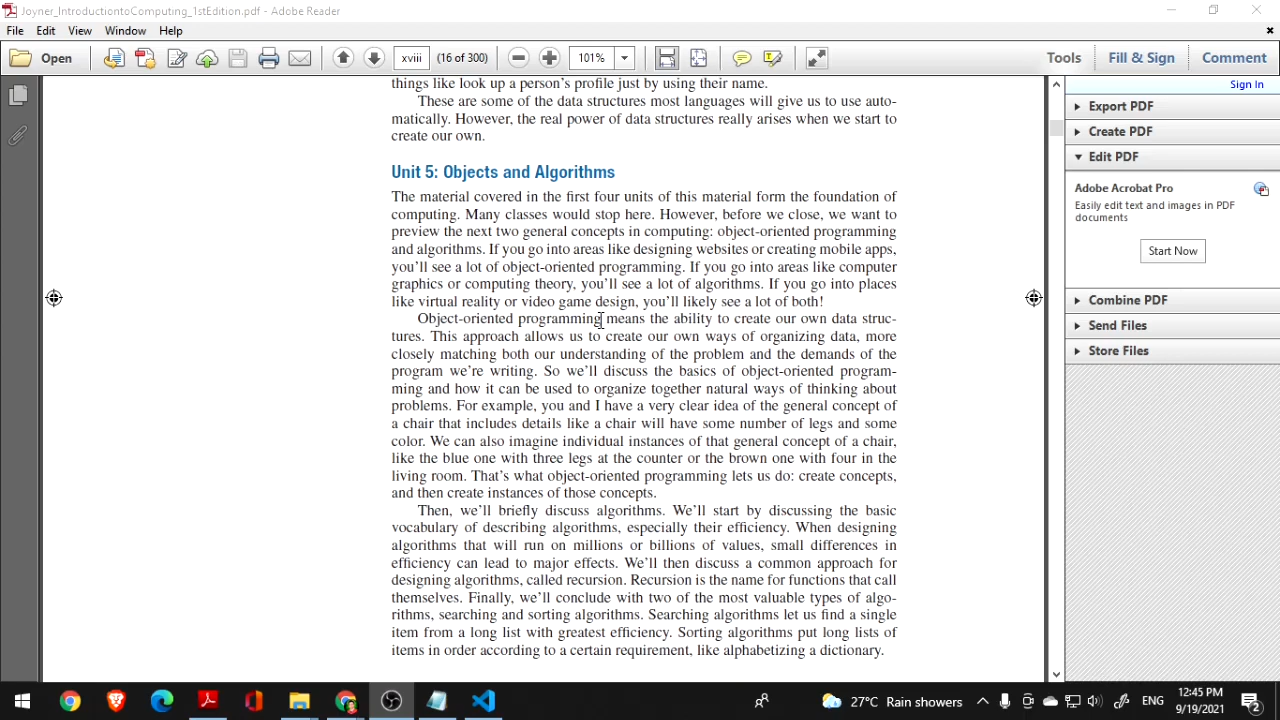 Joyner_IntroductiontoComputing_1stEdition.pdf - Adobe Reader
File Edit View Window Help
Open xviii (16 of 300) 101% Tools Fill & Sign Comment
Sign In
Export PDF
Create PDF
Edit PDF
Adobe Acrobat Pro
Easily edit text and images in PDF
documents
Start Now
Combine PDF
Send Files
Store Files
things like look up a person's profile just by using their name.
These are some of the data structures most languages will give us to use auto-
matically. However, the real power of data structures really arises when we start to
create our own.
Unit 5: Objects and Algorithms
The material covered in the first four units of this material form the foundation of
computing. Many classes would stop here. However, before we close, we want to
preview the next two general concepts in computing: object-oriented programming
and algorithms. If you go into areas like designing websites or creating mobile apps,
you'll see a lot of object-oriented programming. If you go into areas like computer
graphics or computing theory, you'll see a lot of algorithms. If you go into places
like virtual reality or video game design, you'll likely see a lot of both!
Object-oriented programming means the ability to create our own data struc-
tures. This approach allows us to create our own ways of organizing data, more
closely matching both our understanding of the problem and the demands of the
program we're writing. So we'll discuss the basics of object-oriented program-
ming and how it can be used to organize together natural ways of thinking about
problems. For example, you and I have a very clear idea of the general concept of
a chair that includes details like a chair will have some number of legs and some
color. We can also imagine individual instances of that general concept of a chair,
like the blue one with three legs at the counter or the brown one with four in the
living room. That's what object-oriented programming lets us do: create concepts,
and then create instances of those concepts.
Then, we'll briefly discuss algorithms. We'll start by discussing the basic
vocabulary of describing algorithms, especially their efficiency. When designing
algorithms that will run on millions or billions of values, small differences in
efficiency can lead to major effects. We'll then discuss a common approach for
designing algorithms, called recursion. Recursion is the name for functions that call
themselves. Finally, we'll conclude with two of the most valuable types of algo-
rithms, searching and sorting algorithms. Searching algorithms let us find a single
item from a long list with greatest efficiency. Sorting algorithms put long lists of
items in order according to a certain requirement, like alphabetizing a dictionary.
27°C Rain showers ENG 12:45 PM
9/19/2021 2